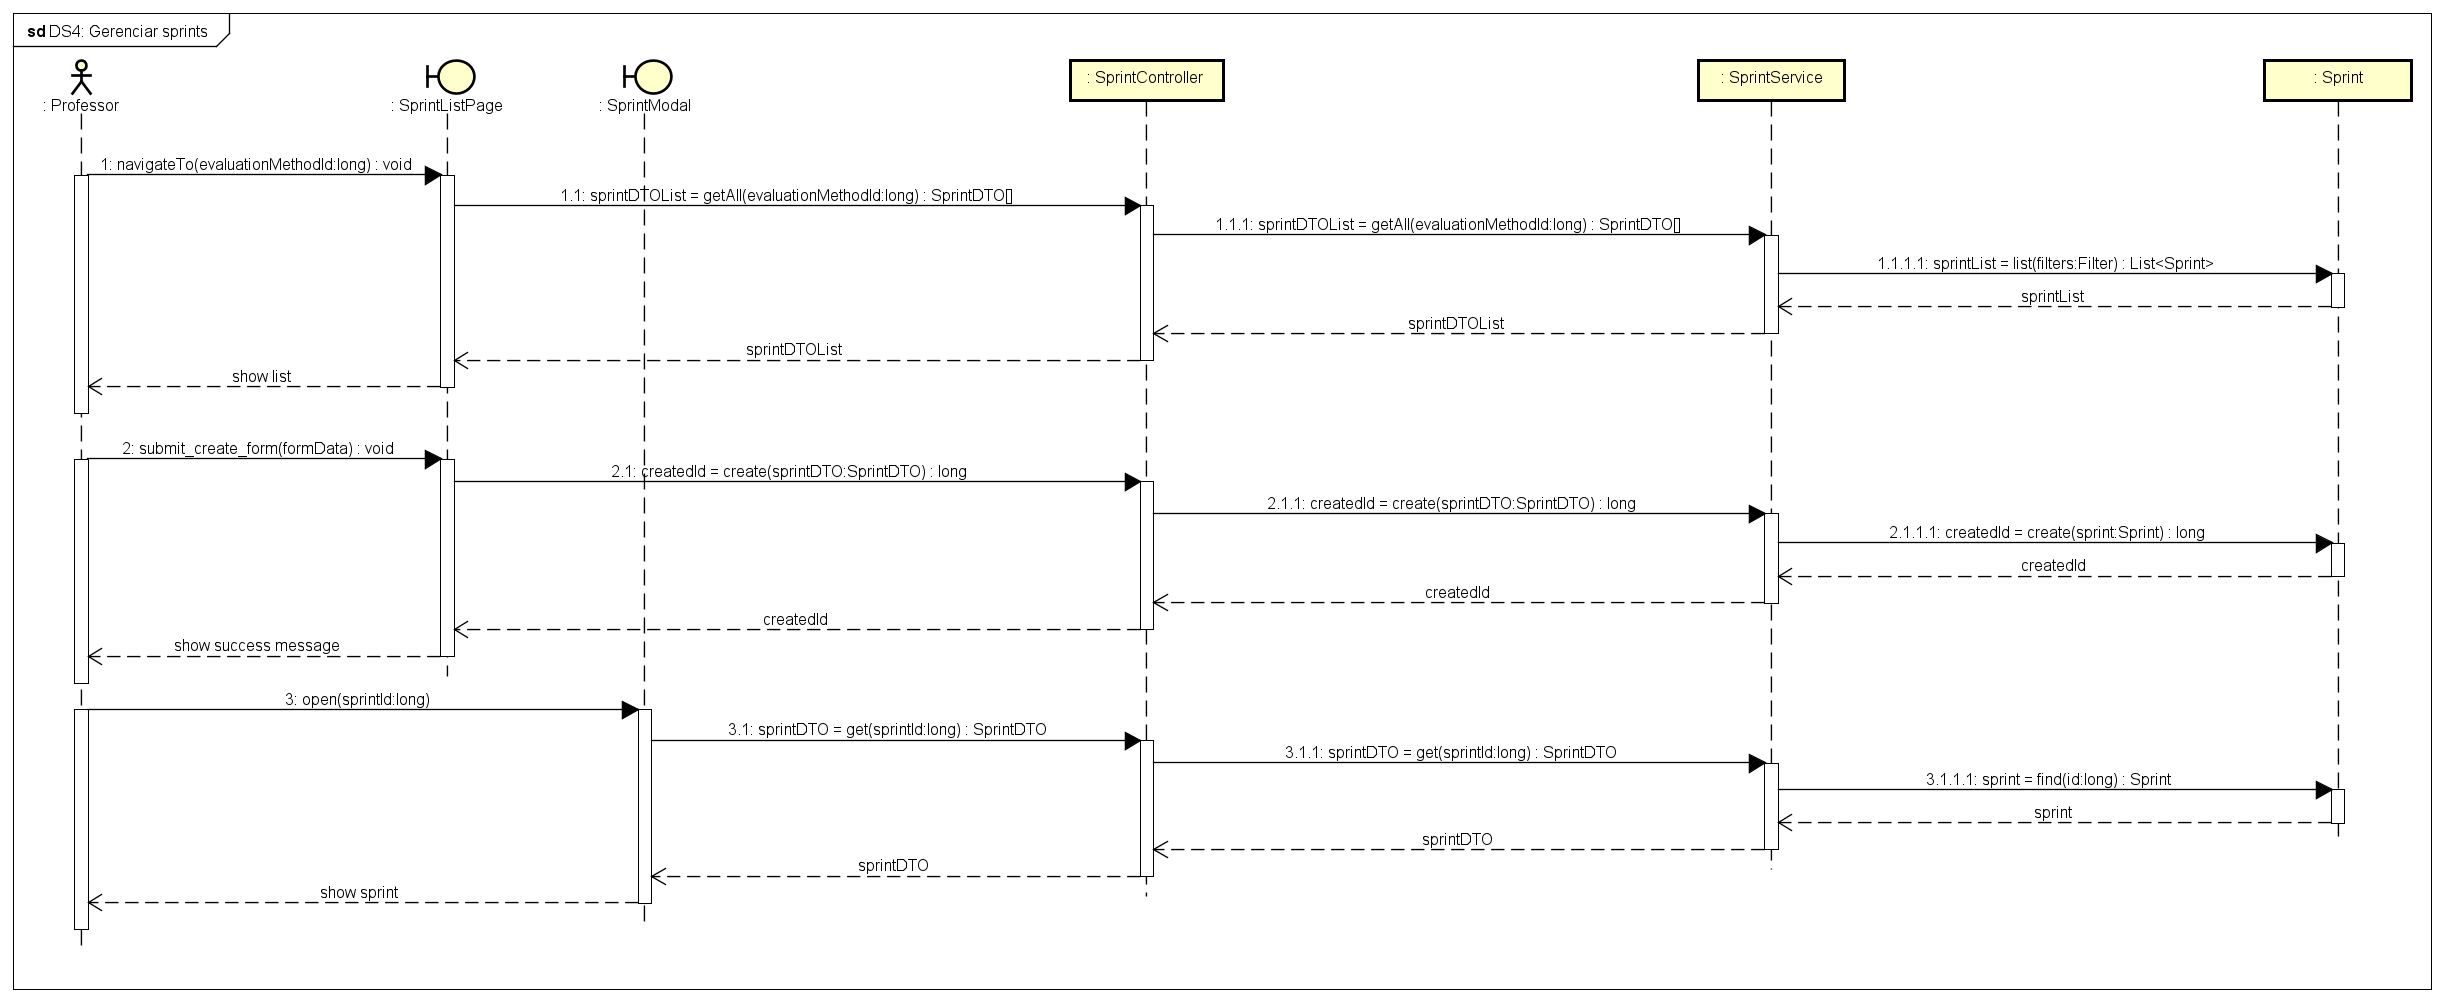 sd DS4: Gerenciar sprints
: Professor
: SprintListPage
: SprintModal
: SprintController
: SprintService
: Sprint
1: navigateTo(evaluationMethodId:long) : void
1.1: sprintDTOList = getAll(evaluationMethodId:long) : SprintDTO[]
1.1.1: sprintDTOList = getAll(evaluationMethodId:long) : SprintDTO[]
1.1.1.1: sprintList = list(filters:Filter) : List<Sprint>
sprintList
sprintDTOList
sprintDTOList
show list
2: submit_create_form(formData) : void
2.1: createdId = create(sprintDTO:SprintDTO) : long
2.1.1: createdId = create(sprintDTO:SprintDTO) : long
2.1.1.1: createdId = create(sprint:Sprint) : long
createdId
createdId
createdId
show success message
3: open(sprintId:long)
3.1: sprintDTO = get(sprintId:long) : SprintDTO
3.1.1: sprintDTO = get(sprintId:long) : SprintDTO
3.1.1.1: sprint = find(id:long) : Sprint
sprint
sprintDTO
sprintDTO
show sprint